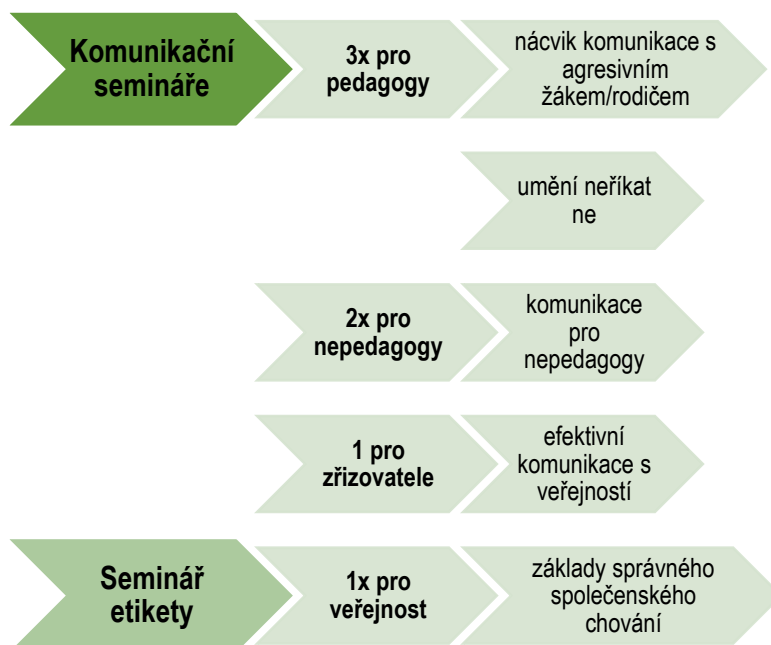 Komunikační
semináře
3x pro
pedagogy
nácvik komunikace s
agresivním
žákem/rodičem
umění neříkat
ne
2x pro
nepedagogy
komunikace
pro
nepedagogy
1 pro
zřizovatele
efektivní
komunikace s
veřejností
Seminář
etikety
1x pro
veřejnost
základy správného
společenského
chování